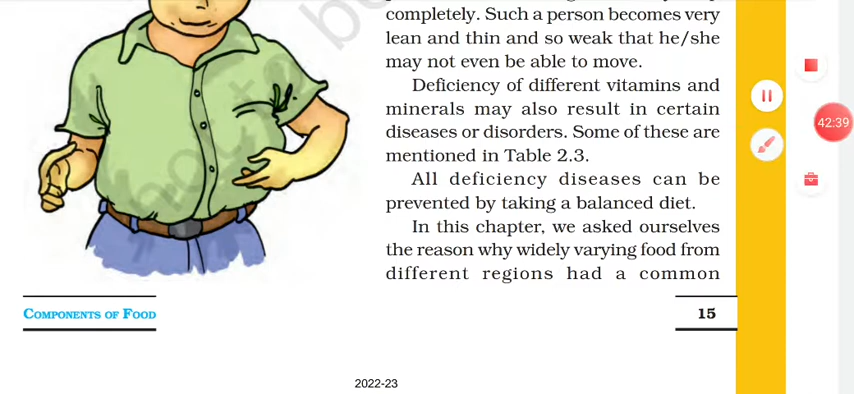 completely. Such a person becomes very
lean and thin and so weak that he/she
may not even be able to move.
Deficiency of different vitamins and
minerals may also result in certain
diseases or disorders. Some of these are
mentioned in Table 2.3.
All deficiency diseases can be
prevented by taking a balanced diet.
In this chapter, we asked ourselves
the reason why widely varying food from
different regions had a common
COMPONENTS OF FOOD
15
2022-23
42:39